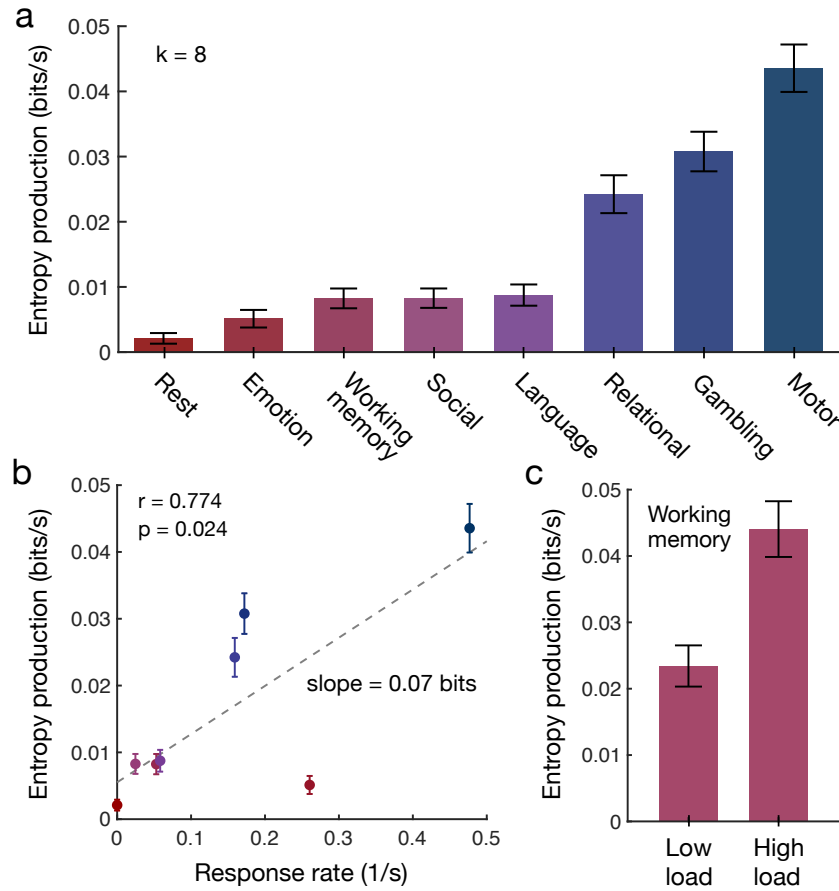 a
k = 8
Entropy production (bits/s)
0.05
0.04
0.03
0.02
0.01
0
Rest
Emotion
Working
memory
Social
Language
Relational
Gambling
Motor
b
r = 0.774
p = 0.024
slope = 0.07 bits
Entropy production (bits/s)
0.05
0.04
0.03
0.02
0.01
0
0
0.1
0.2
0.3
0.4
0.5
Response rate (1/s)
c
Working
memory
Entropy production (bits/s)
0.05
0.04
0.03
0.02
0.01
0
Low
load
High
load